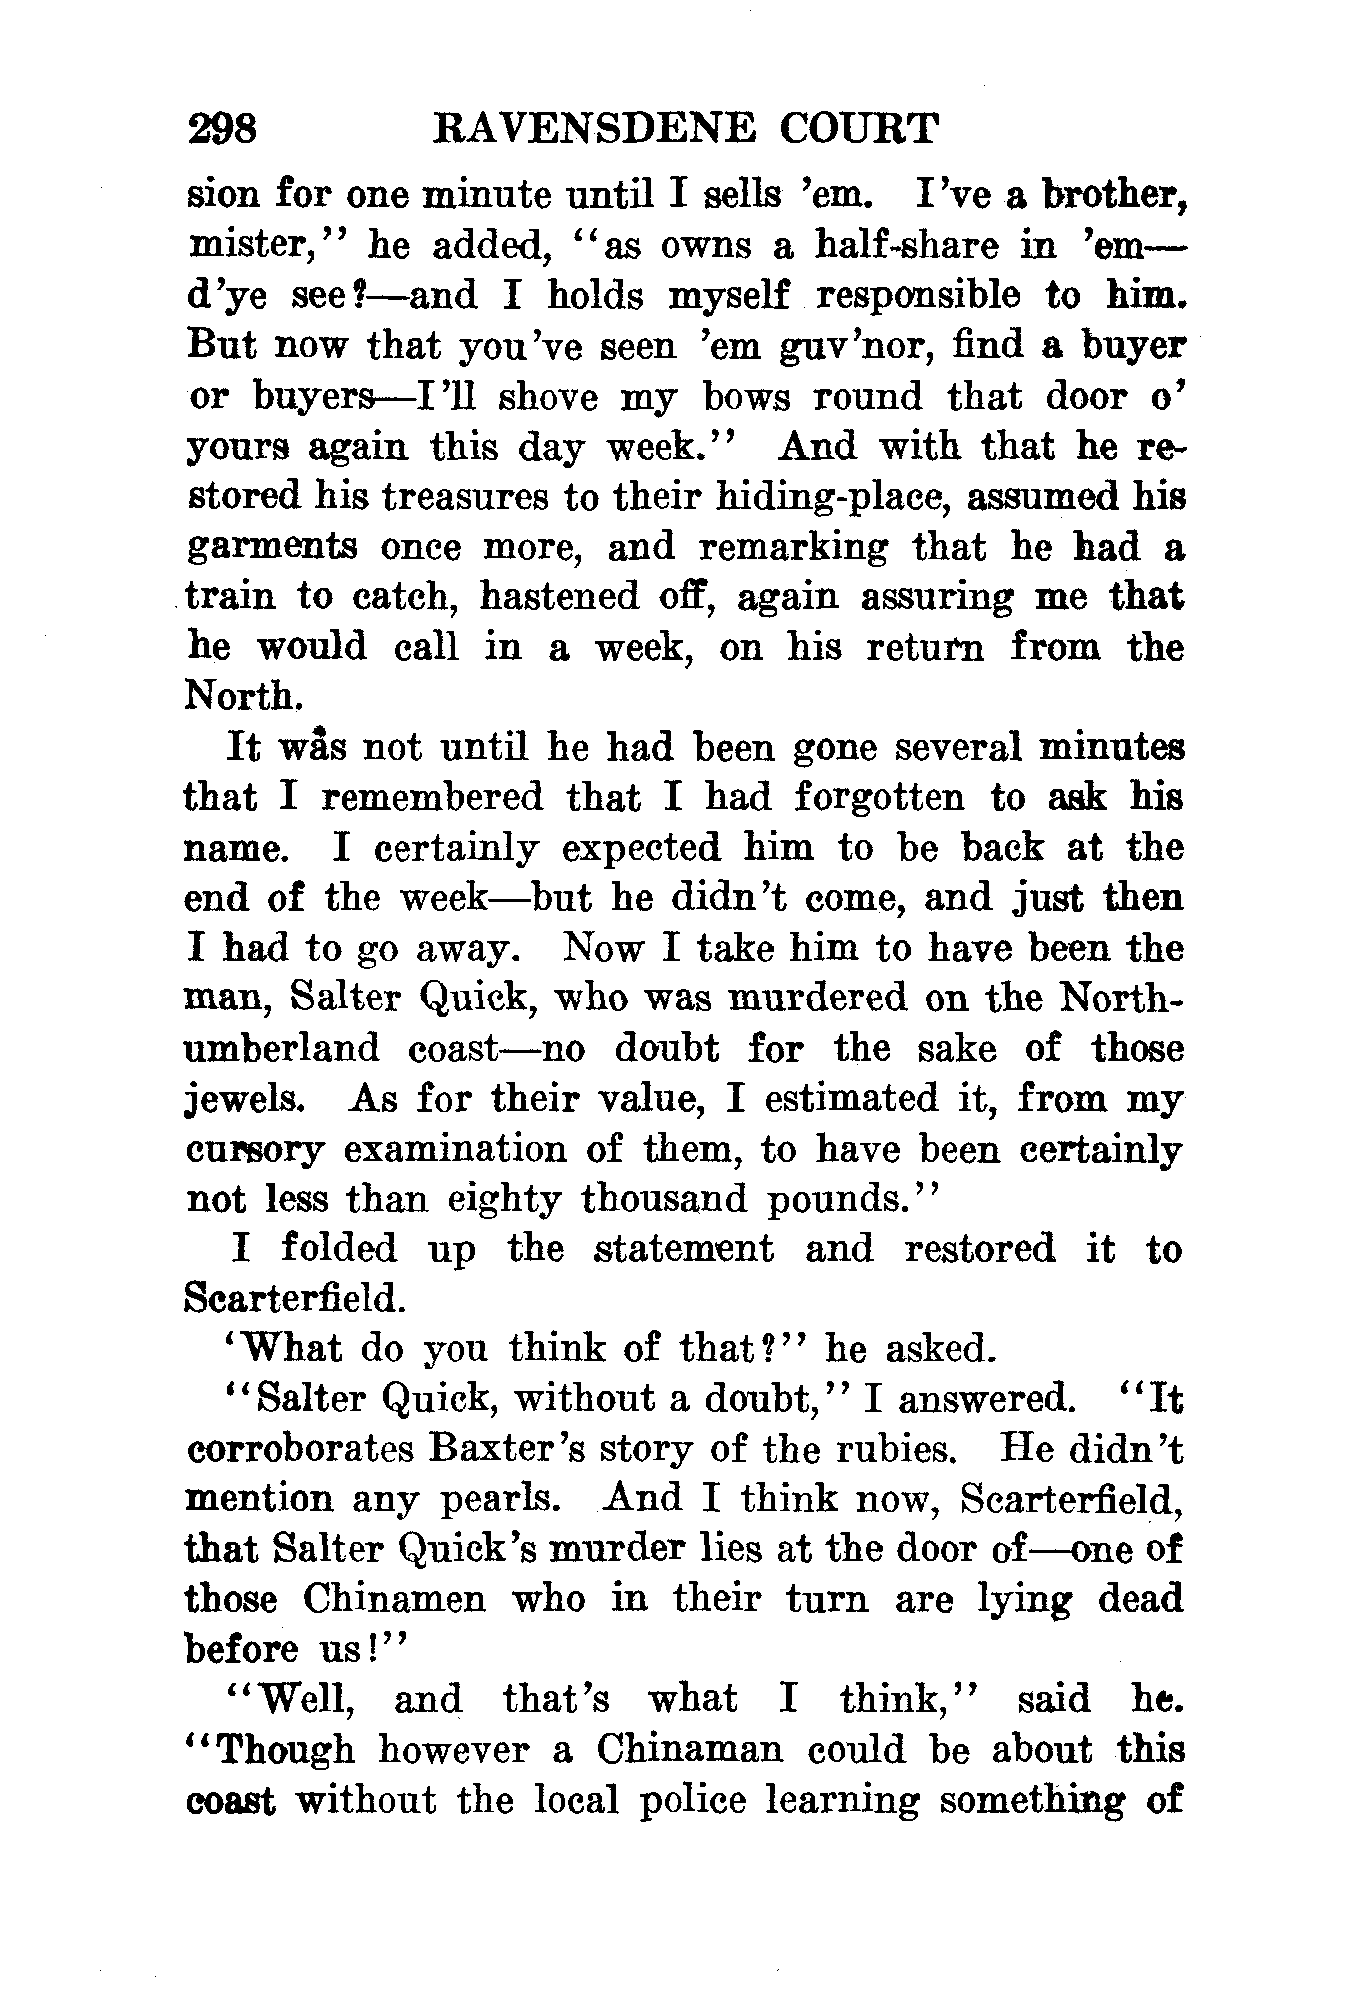 298 RAVENSDENE COURT
sion for one minute until I sells 'em. I've a brother,
mister," he added, "as owns a half-share in 'em—
d'ye see?—and I holds myself responsible to him.
But now that you've seen 'em guv'nor, find a buyer
or buyers—I'll shove my bows round that door o'
yours again this day week." And with that he re-
stored his treasures to their hiding-place, assumed his
garments once more, and remarking that he had a
train to catch, hastened off, again assuring me that
he would call in a week, on his return from the
North.
It was not until he had been gone several minutes
that I remembered that I had forgotten to ask his
name. I certainly expected him to be back at the
end of the week—but he didn't come, and just then
I had to go away. Now I take him to have been the
man, Salter Quick, who was murdered on the North-
umberland coast—no doubt for the sake of those
jewels. As for their value, I estimated it, from my
cursory examination of them, to have been certainly
not less than eighty thousand pounds."
I folded up the statement and restored it to
Scarterfield.
'What do you think of that?" he asked.
"Salter Quick, without a doubt," I answered. "It
corroborates Baxter's story of the rubies. He didn't
mention any pearls. And I think now, Scarterfield,
that Salter Quick's murder lies at the door of—one of
those Chinamen who in their turn are lying dead
before us!"
"Well, and that's what I think," said he.
"Though however a Chinaman could be about this
coast without the local police learning something of